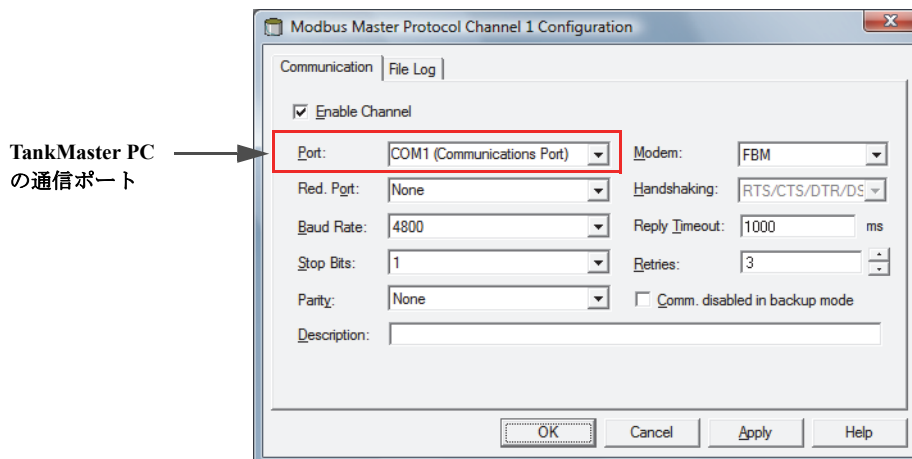 Modbus Master Protocol Channel 1 Configuration
Communication
File Log
Enable Channel
TankMaster PC
の通信ポート
Port: COM1 (Communications Port)
Modem: FBM
Red. Port: None
Handshaking: RTS/CTS/DTR/DS
Baud Rate: 4800
Reply Timeout: 1000 ms
Stop Bits: 1
Retries: 3
Parity: None
Comm. disabled in backup mode
Description:
OK
Cancel
Apply
Help